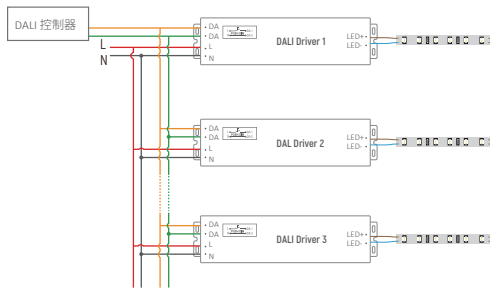 DALI 控制器
L
N
DA
DA
L
N
DALI Driver 1
LED+
LED-
DA
DA
L
N
DAL Driver 2
LED+
LED-
DA
DA
L
N
DALI Driver 3
LED+
LED-